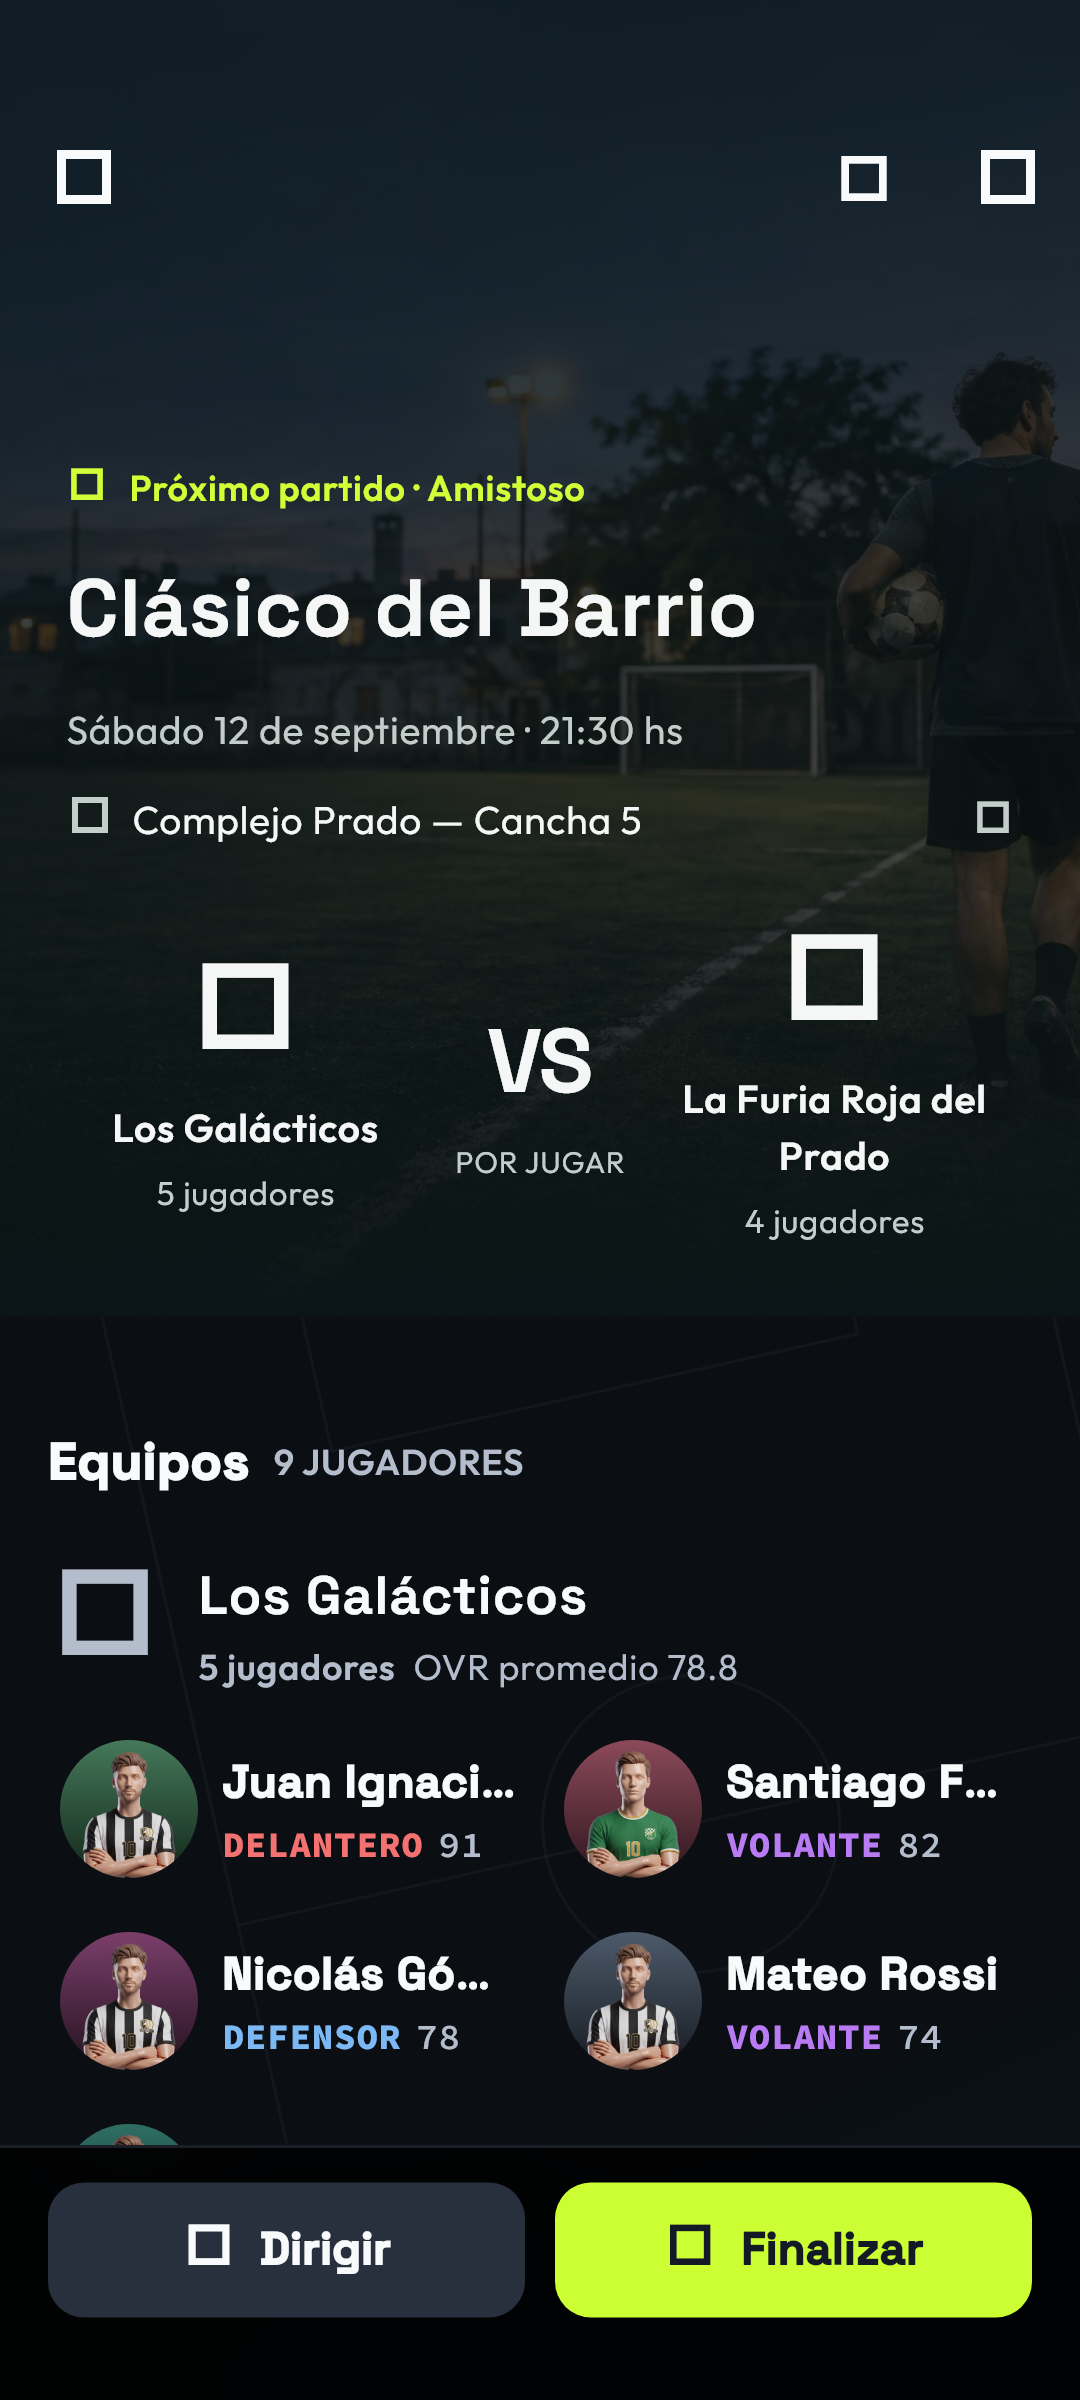 Próximo partido · Amistoso
Clásico del Barrio
Sábado 12 de septiembre · 21:30 hs
Complejo Prado — Cancha 5
Los Galácticos
5 jugadores
VS
POR JUGAR
La Furia Roja del
Prado
4 jugadores
Equipos 9 JUGADORES
Los Galácticos
5 jugadores OVR promedio 78.8
Juan Ignaci...
DELANTERO 91
Santiago F...
VOLANTE 82
Nicolás Gó...
DEFENSOR 78
Mateo Rossi
VOLANTE 74
Dirigir
Finalizar